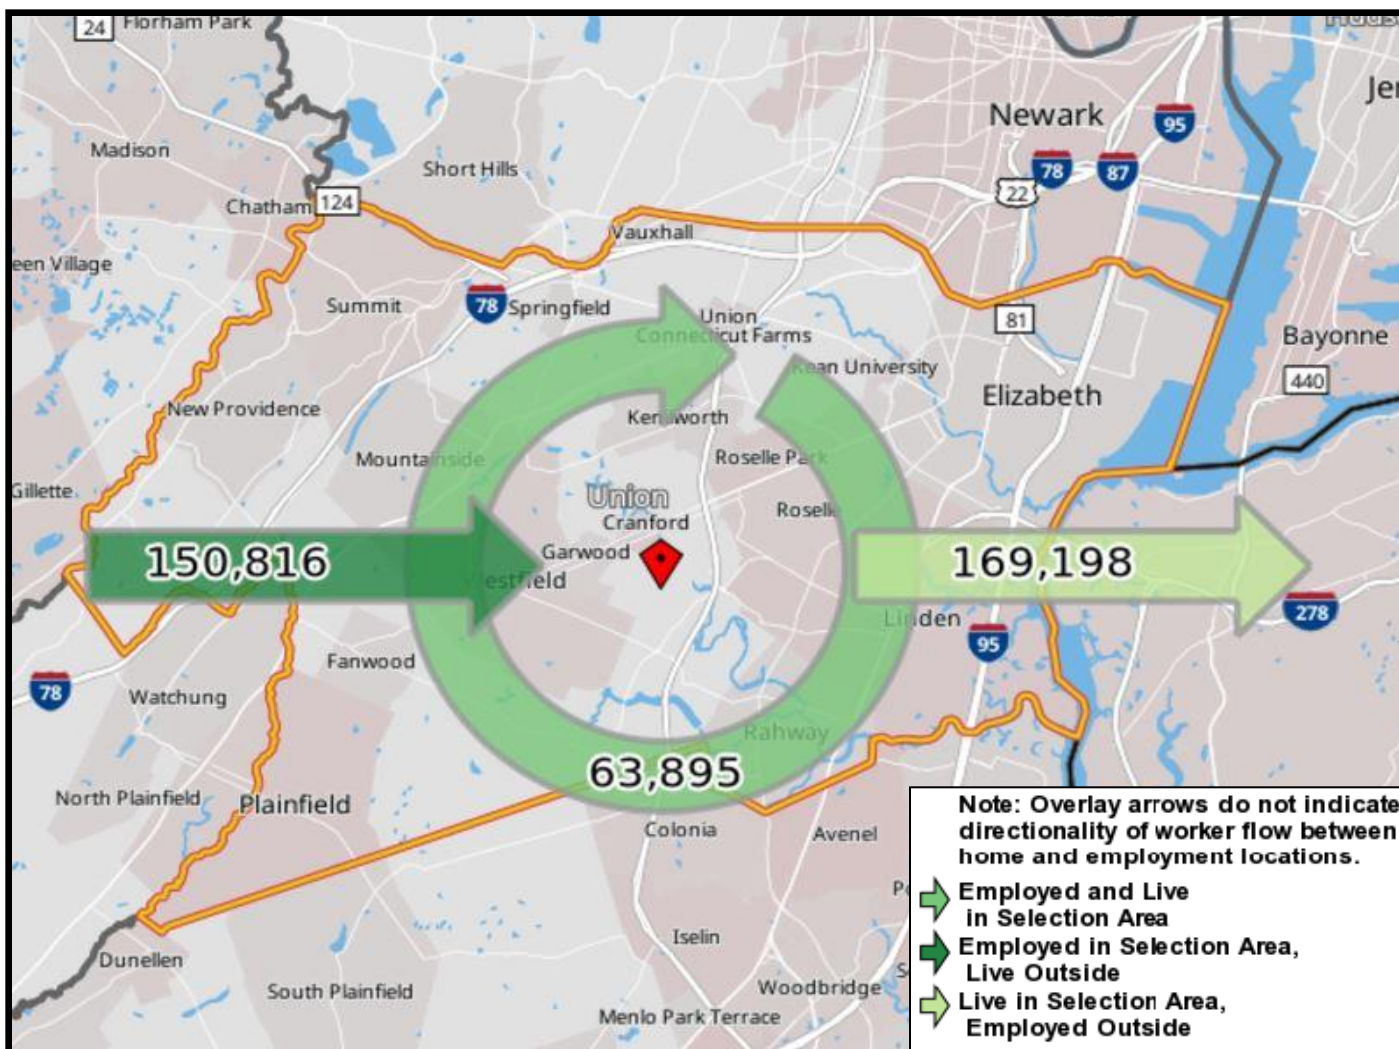 24
Florham Park
Newark
95
Madison
Short Hills
78
87
22
Chatham
124
Vauxhall
een Village
Summit
78
Springfield
Union
81
Connecticut Farms
Bayonne
Kean University
440
Elizabeth
New Providence
Kenilworth
Mountainside
Roselle Park
Gillette
Union
Cranford
Roselle
150,816
Garwood
169,198
Westfield
278
Linden
95
Fanwood
78
Watchung
Rahway
63,895
North Plainfield
Plainfield
Colonia
Avenel
Iselin
Dunellen
South Plainfield
Woodbridge
Menlo Park Terrace
Note: Overlay arrows do not indicate
directionality of worker flow between
home and employment locations.
Employed and Live
in Selection Area
Employed in Selection Area,
Live Outside
Live in Selection Area,
Employed Outside